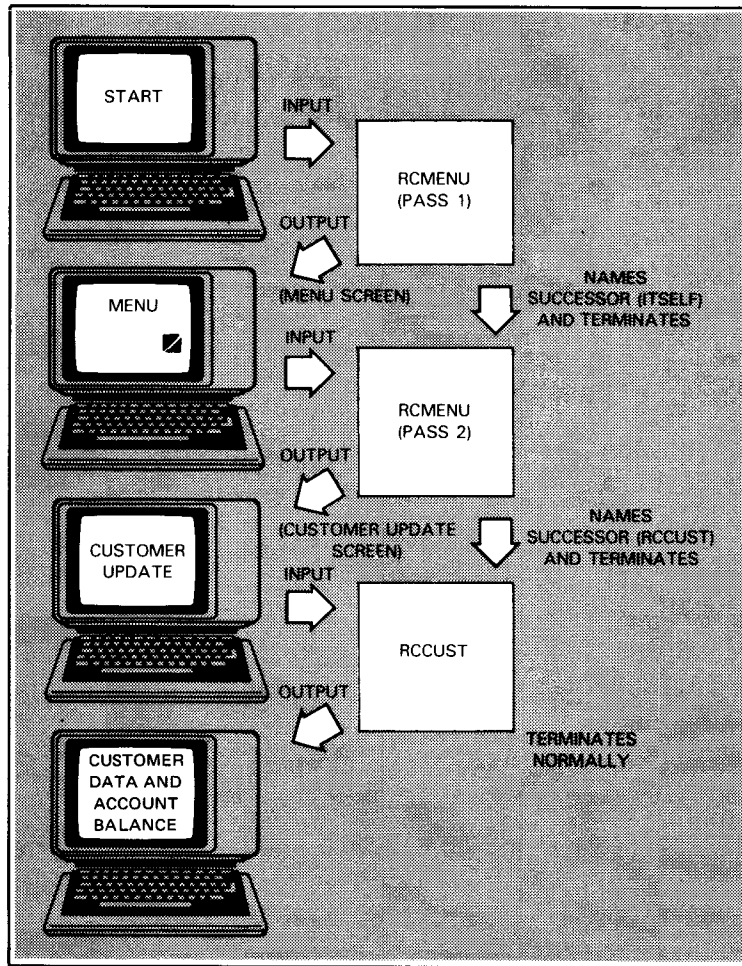 START
INPUT
RCMENU
(PASS 1)
OUTPUT
(MENU SCREEN)
NAMES
SUCCESSOR (ITSELF)
AND TERMINATES
MENU
INPUT
RCMENU
(PASS 2)
OUTPUT
(CUSTOMER UPDATE
SCREEN)
NAMES
SUCCESSOR (RCCUST)
AND TERMINATES
CUSTOMER
UPDATE
INPUT
RCCUST
OUTPUT
TERMINATES
NORMALLY
CUSTOMER
DATA AND
ACCOUNT
BALANCE